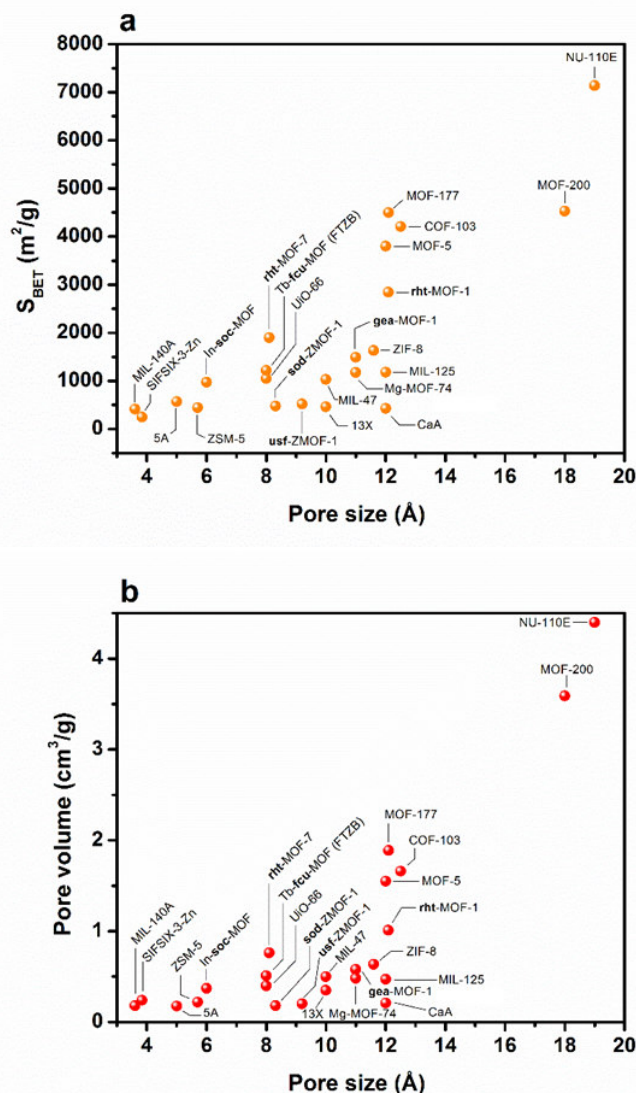 a
8000
7000
6000
5000
4000
3000
2000
1000
0
S_BET (m²/g)
NU-110E
MOF-200
MOF-177
COF-103
MOF-5
rht-MOF-1
rht-MOF-7
Tb-fcu-MOF (FTZB)
UiO-66
gea-MOF-1
ZIF-8
MIL-125
Mg-MOF-74
CaA
sod-ZMOF-1
MIL-47
13X
usf-ZMOF-1
In-soc-MOF
MIL-140A
SIFSIX-3-Zn
5A
ZSM-5
4 6 8 10 12 14 16 18 20
Pore size (Å)
b
4
3
2
1
0
Pore volume (cm³/g)
NU-110E
MOF-200
MOF-177
COF-103
MOF-5
rht-MOF-1
rht-MOF-7
Tb-fcu-MOF (FTZB)
UiO-66
sod-ZMOF-1
usf-ZMOF-1
MIL-47
ZIF-8
MIL-125
gea-MOF-1
CaA
13X
Mg-MOF-74
MIL-140A
SIFSIX-3-Zn
ZSM-5
In-soc-MOF
5A
4 6 8 10 12 14 16 18 20
Pore size (Å)